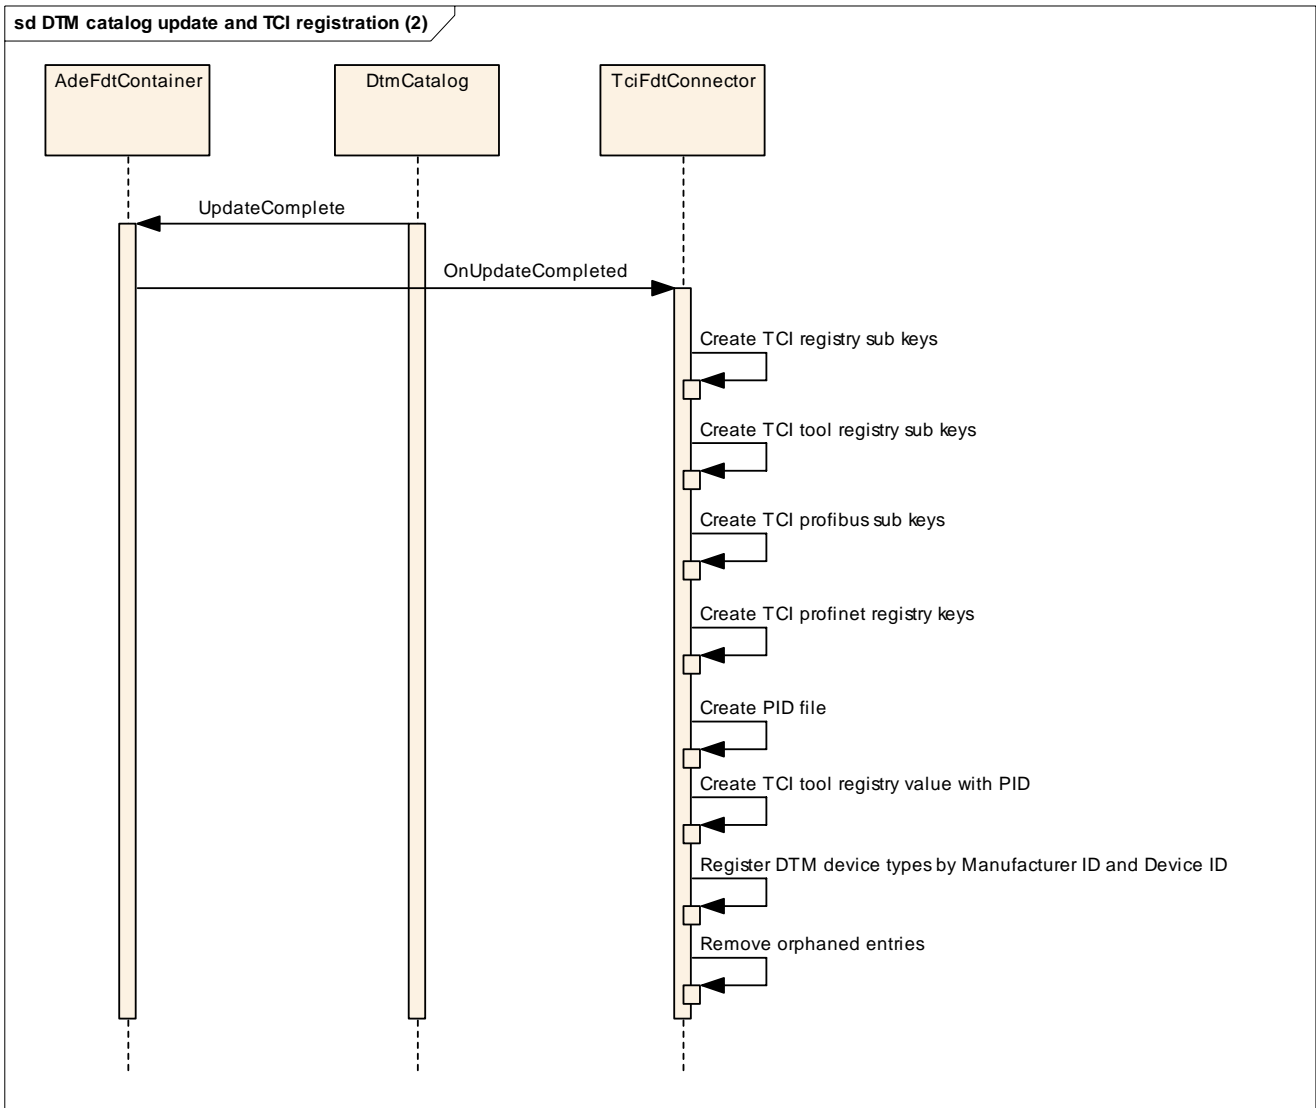 sd DTM catalog update and TCI registration (2)
AdeFdtContainer
DtmCatalog
TciFdtConnector
UpdateComplete
OnUpdateCompleted
Create TCI registry sub keys
Create TCI tool registry sub keys
Create TCI profibus sub keys
Create TCI profinet registry keys
Create PID file
Create TCI tool registry value with PID
Register DTM device types by Manufacturer ID and Device ID
Remove orphaned entries